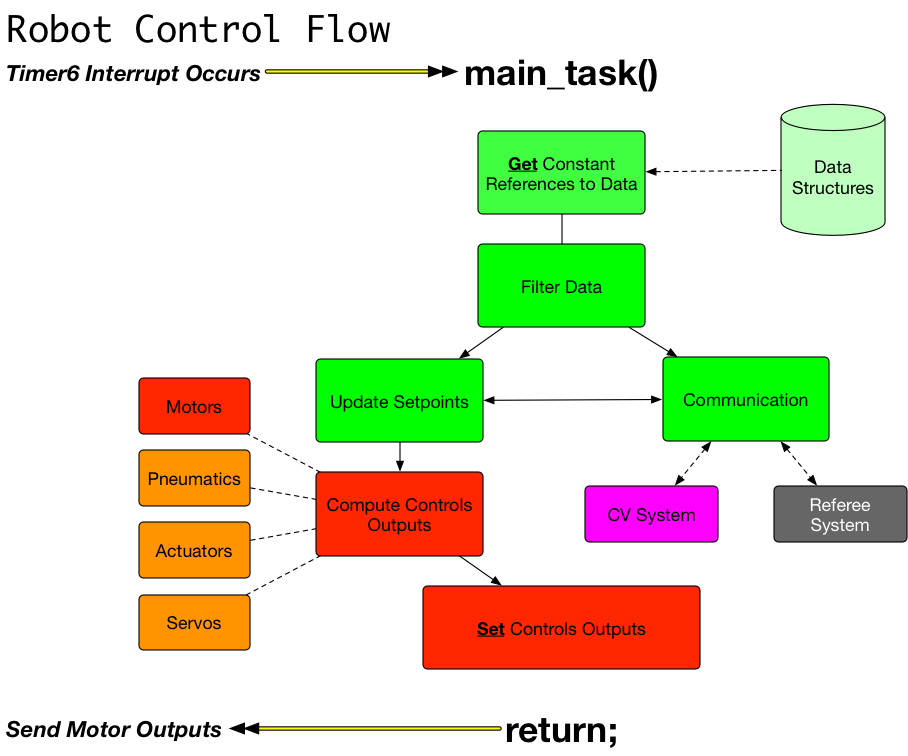 Robot Control Flow
Timer6 Interrupt Occurs
main_task()
Get Constant
References to Data
Data
Structures
Filter Data
Update Setpoints
Communication
Motors
Pneumatics
Actuators
Servos
Compute Controls
Outputs
CV System
Referee
System
Set Controls Outputs
Send Motor Outputs
return;